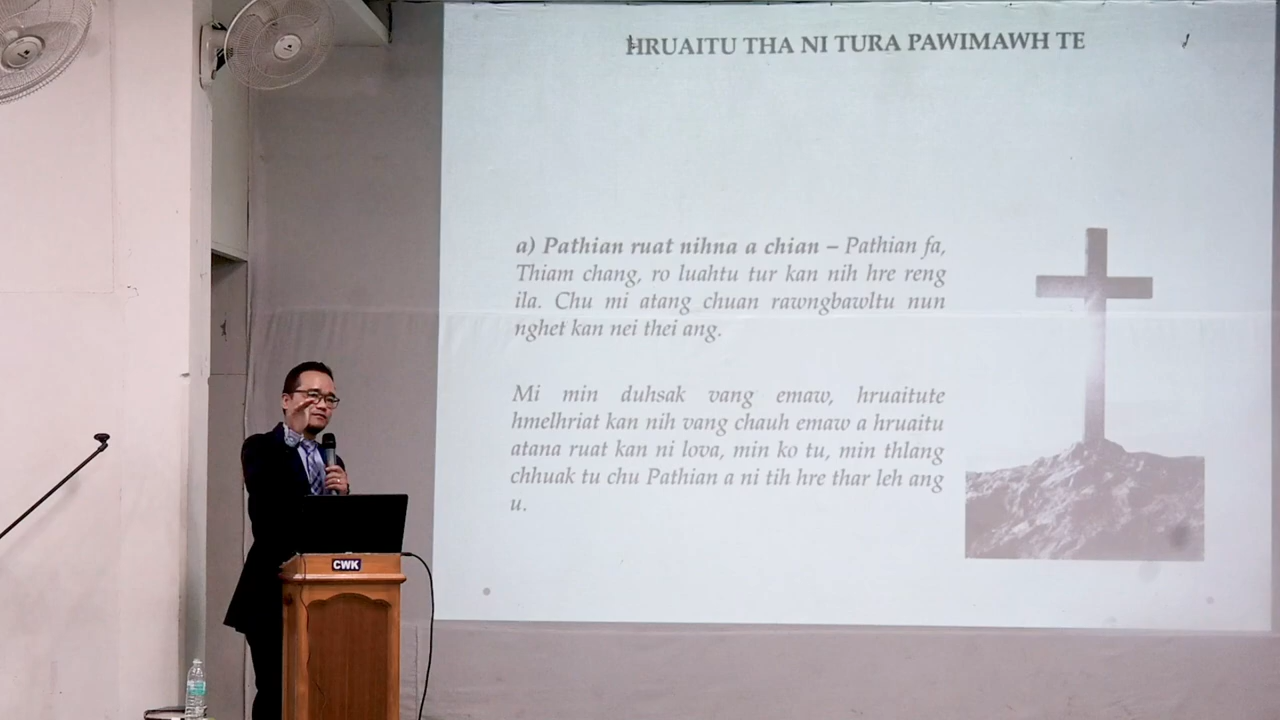 HRUAITU THA NI TURA PAWIMAWH TE
a) Pathian ruat nihna a chian – Pathian fa,
Thiam chang, ro luahtu tur kan nih hre reng
ila. Chu mi atang chuan rawngbawltu nun
nghet kan nei thei ang.
Mi min duhsak vang emaw, hruaitute
hmelhriat kan nih vang chauh emaw a hruaitu
atana ruat kan ni lova, min ko tu, min thlang
chhuak tu chu Pathian a ni tih hre thar leh ang
u.
CWK